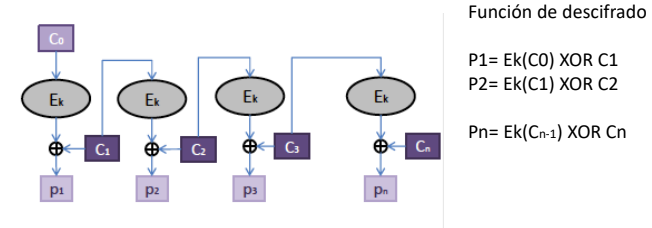 Función de descifrado
C₀
P1= Ek(C0) XOR C1
P2= Ek(C1) XOR C2
Eₖ Eₖ Eₖ Eₖ
Pn= Ek(Cn-1) XOR Cn
C₁ C₂ C₃ Cₙ
p₁ p₂ p₃ pₙ